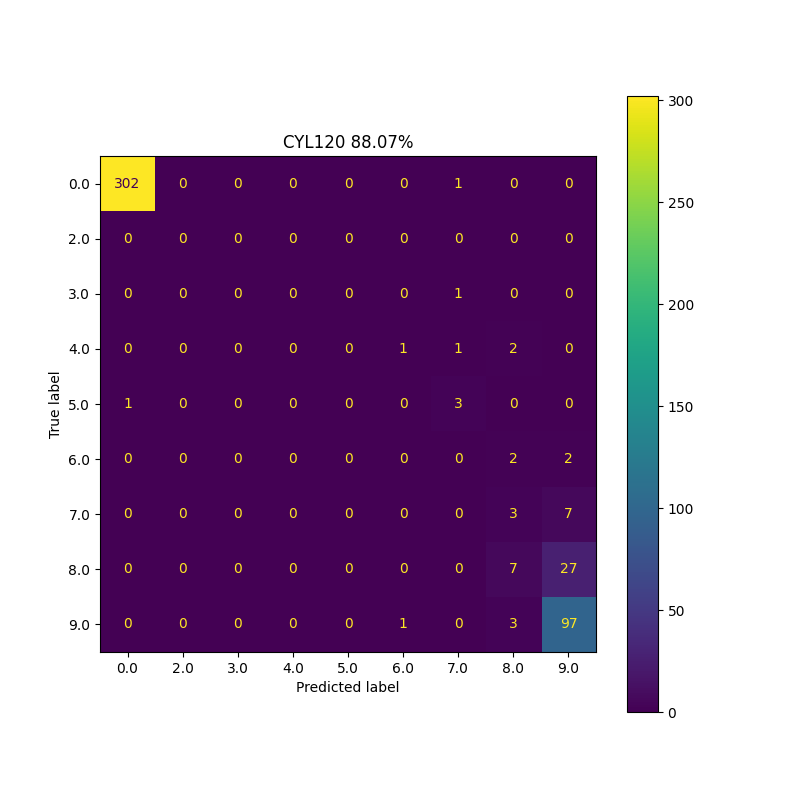 CYL120 88.07%
0.0 302 0 0 0 0 0 1 0 0
2.0 0 0 0 0 0 0 0 0 0
3.0 0 0 0 0 0 0 1 0 0
4.0 0 0 0 0 0 1 1 2 0
5.0 1 0 0 0 0 0 3 0 0
6.0 0 0 0 0 0 0 0 2 2
7.0 0 0 0 0 0 0 0 3 7
8.0 0 0 0 0 0 0 0 7 27
9.0 0 0 0 0 0 1 0 3 97
0.0 2.0 3.0 4.0 5.0 6.0 7.0 8.0 9.0
Predicted label
True label
300
250
200
150
100
50
0